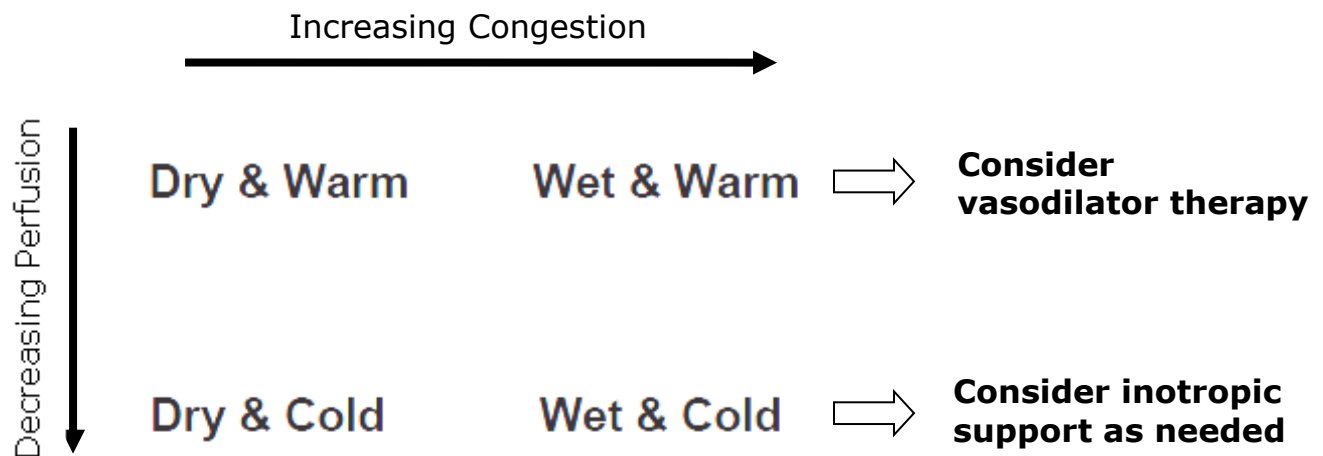 Increasing Congestion
Decreasing Perfusion
Dry & Warm
Wet & Warm
Consider
vasodilator therapy
Dry & Cold
Wet & Cold
Consider inotropic
support as needed